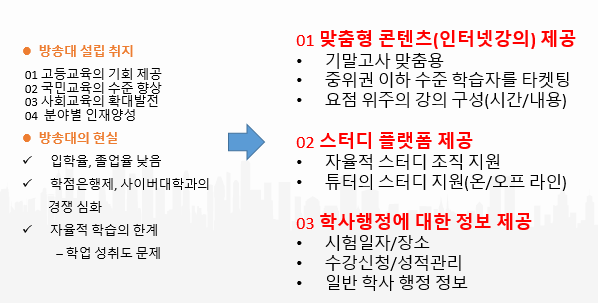 ● 방송대 설립 취지
01 고등교육의 기회 제공
02 국민교육의 수준 향상
03 사회교육의 확대발전
04 분야별 인재양성
● 방송대의 현실
✓ 입학율, 졸업율 낮음
✓ 학점은행제, 사이버대학과의
경쟁 심화
✓ 자율적 학습의 한계
– 학업 성취도 문제
01 맞춤형 콘텐츠(인터넷강의) 제공
• 기말고사 맞춤용
• 중위권 이하 수준 학습자를 타켓팅
• 요점 위주의 강의 구성(시간/내용)
02 스터디 플랫폼 제공
• 자율적 스터디 조직 지원
• 튜터의 스터디 지원(온/오프 라인)
03 학사행정에 대한 정보 제공
• 시험일자/장소
• 수강신청/성적관리
• 일반 학사 행정 정보